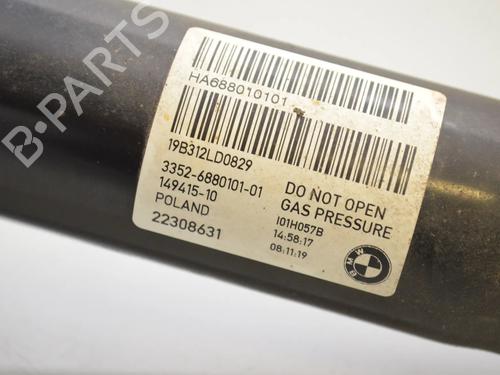 HA688010101
19B312LD0829
3352-6880101-01
149415-10
POLAND
22308631
DO NOT OPEN
GAS PRESSURE
I01H057B
14:58:17
08:11:19
BMW
B-PARTS